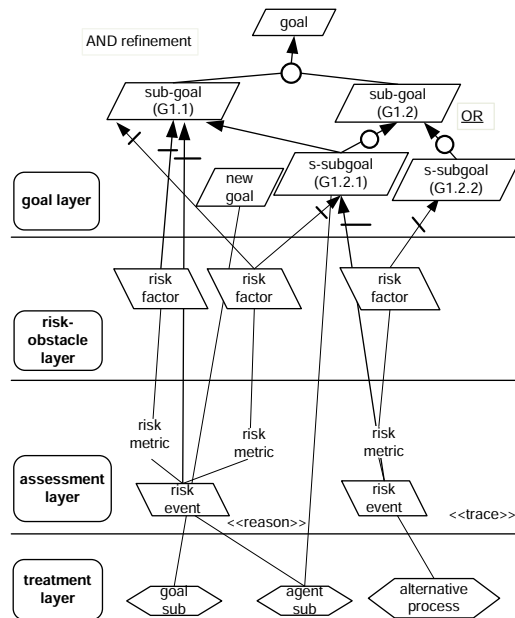 goal
AND refinement
sub-goal
(G1.1)
sub-goal
(G1.2)
OR
new
goal
s-subgoal
(G1.2.1)
s-subgoal
(G1.2.2)
goal layer
risk
factor
risk
factor
risk
factor
risk-
obstacle
layer
risk
metric
risk
metric
risk
metric
assessment
layer
risk
event
risk
event
<<reason>>
<<trace>>
treatment
layer
goal
sub
agent
sub
alternative
process